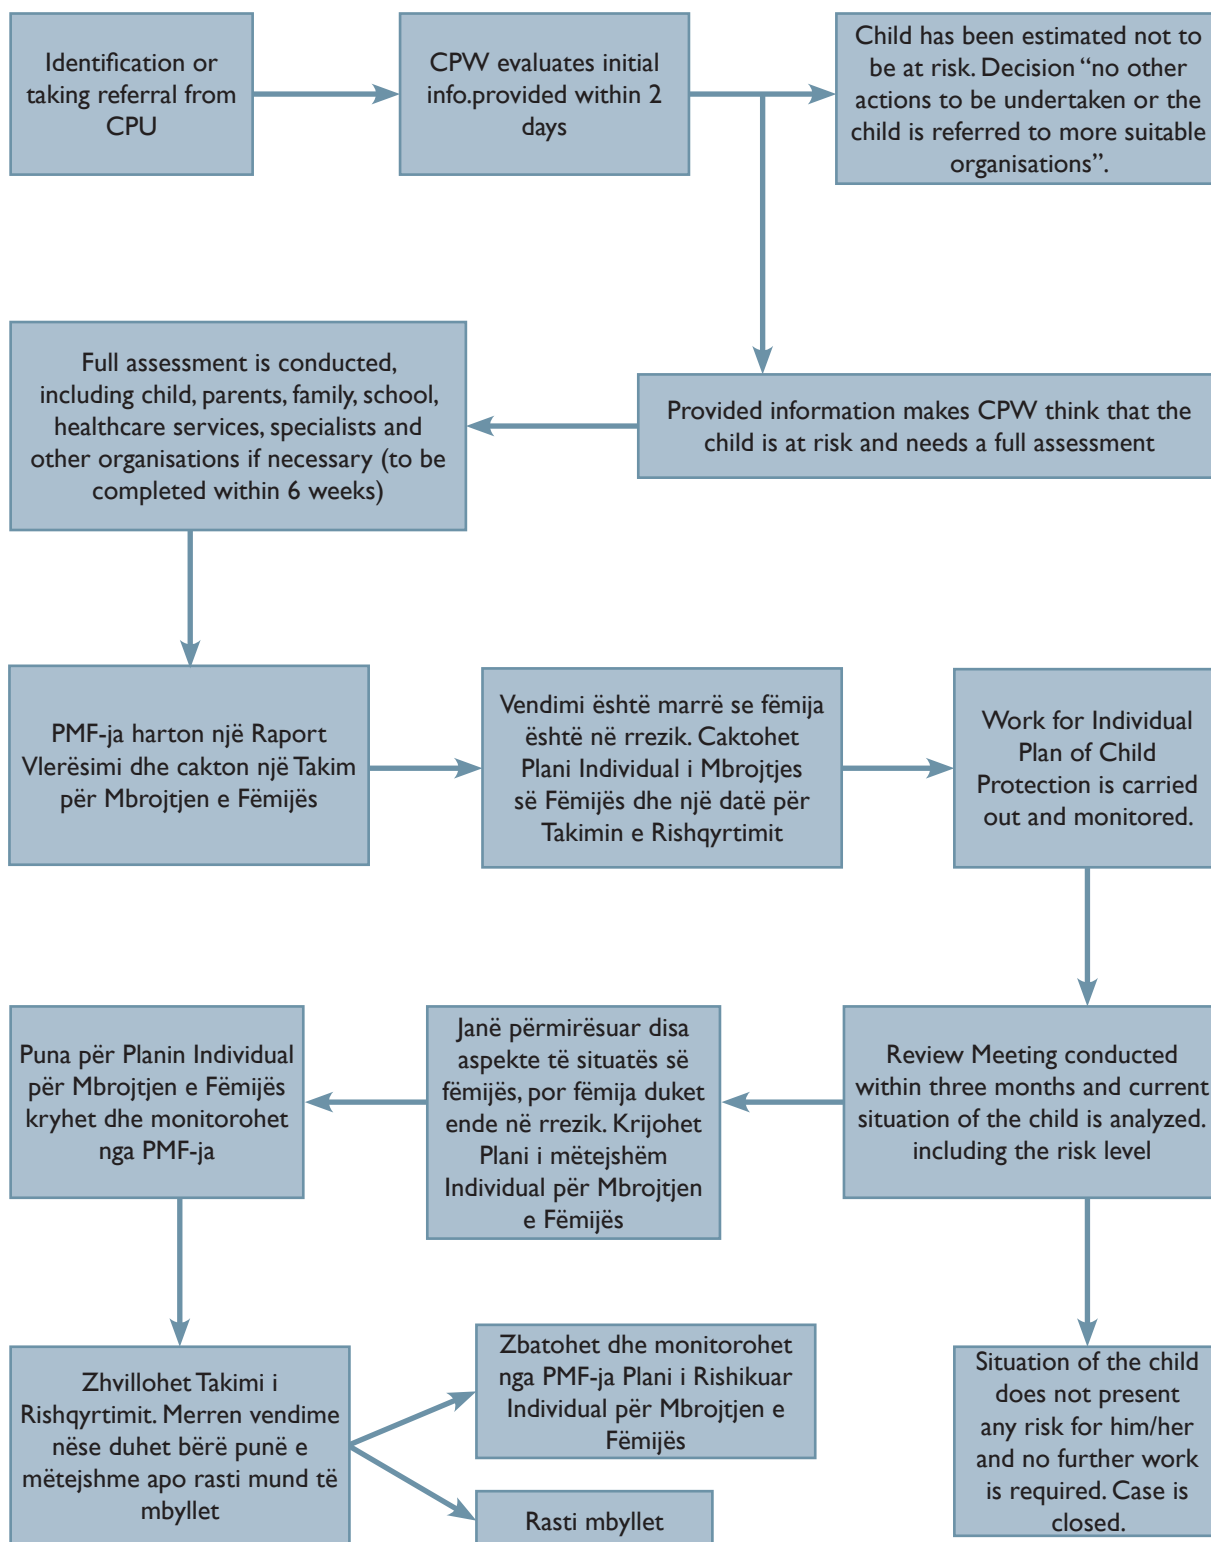 Identification or
taking referral from
CPU
CPW evaluates initial
info.provided within 2
days
Child has been estimated not to
be at risk. Decision “no other
actions to be undertaken or the
child is referred to more suitable
organisations”.
Full assessment is conducted,
including child, parents, family, school,
healthcare services, specialists and
other organisations if necessary (to be
completed within 6 weeks)
Provided information makes CPW think that the
child is at risk and needs a full assessment
PMF-ja harton një Raport
Vlerësimi dhe cakton një Takim
për Mbrojtjen e Fëmijës
Vendimi është marrë se fëmija
është në rrezik. Caktohet
Plani Individual i Mbrojtjes
së Fëmijës dhe një datë për
Takimin e Rishqyrtimit
Work for Individual
Plan of Child
Protection is carried
out and monitored.
Puna për Planin Individual
për Mbrojtjen e Fëmijës
kryhet dhe monitorohet
nga PMF-ja
Janë përmirësuar disa
aspekte të situatës së
fëmijës, por fëmija duket
ende në rrezik. Krijohet
Plani i mëtejshëm
Individual për Mbrojtjen
e Fëmijës
Review Meeting conducted
within three months and current
situation of the child is analyzed.
including the risk level
Zhvillohet Takimi i
Rishqyrtimit. Merren vendime
nëse duhet bërë punë e
mëtejshme apo rasti mund të
mbyllet
Zbatohet dhe monitorohet
nga PMF-ja Plani i Rishikuar
Individual për Mbrojtjen e
Fëmijës
Rasti mbyllet
Situation of the child
does not present
any risk for him/her
and no further work
is required. Case is
closed.